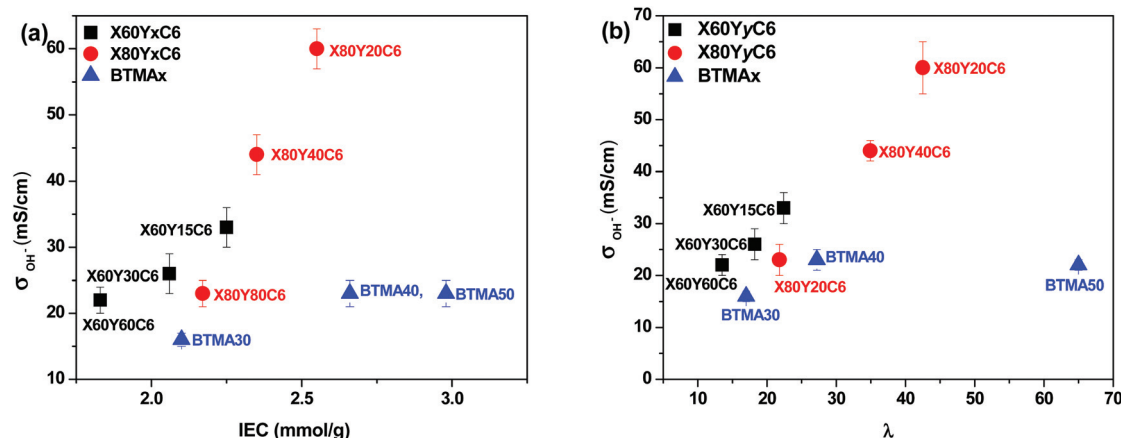 (a)
X60YxC6
X80YxC6
BTMAx
X80Y20C6
X80Y40C6
X60Y15C6
X60Y30C6
X60Y60C6
X80Y80C6
BTMA40,
BTMA50
BTMA30
60
50
40
30
20
10
σOH- (mS/cm)
2.0 2.5 3.0
IEC (mmol/g)
(b)
X60YyC6
X80YyC6
BTMAx
X80Y20C6
X80Y40C6
X60Y15C6
X60Y30C6
X60Y60C6
X80Y20C6
BTMA40
BTMA50
BTMA30
70
60
50
40
30
20
10
0
σOH- (mS/cm)
10 20 30 40 50 60 70
λ